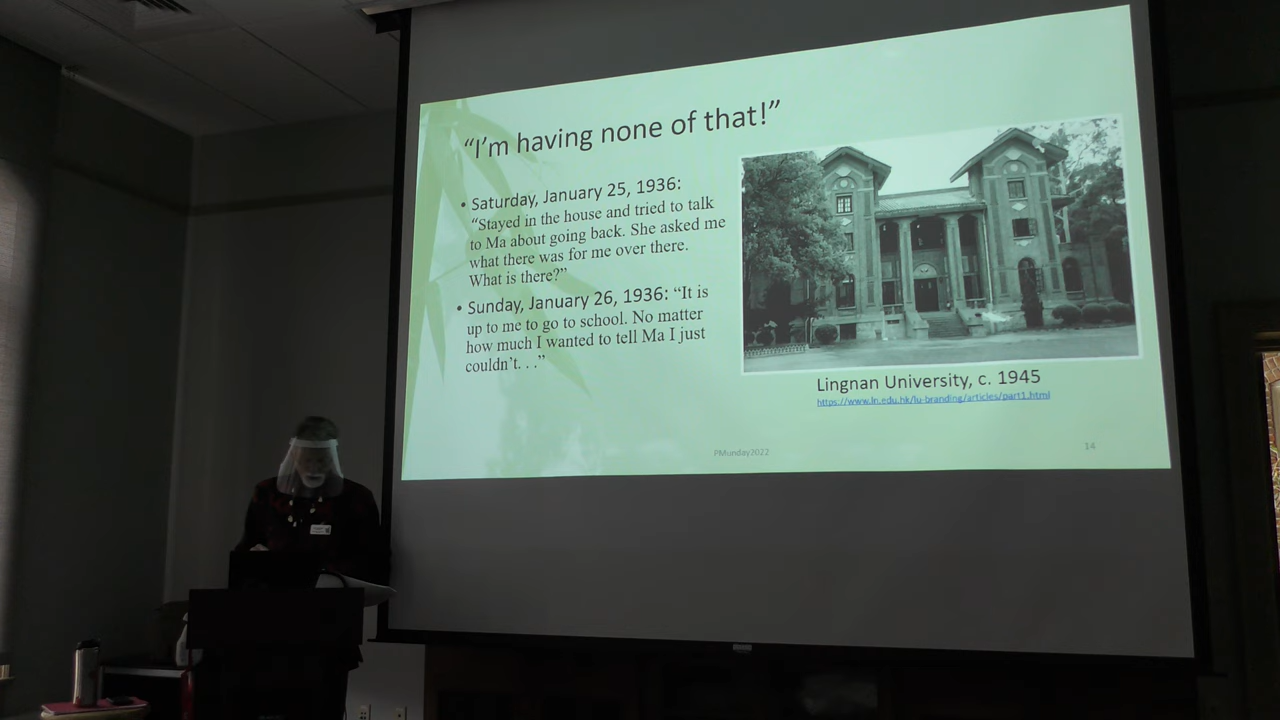 “I’m having none of that!”
• Saturday, January 25, 1936:
“Stayed in the house and tried to talk
to Ma about going back. She asked me
what there was for me over there.
What is there?”
• Sunday, January 26, 1936: “It is
up to me to go to school. No matter
how much I wanted to tell Ma I just
couldn’t. . .”
Lingnan University, c. 1945
https://www.ln.edu.hk/lu-branding/articles/part1.html
PMunday2022
14